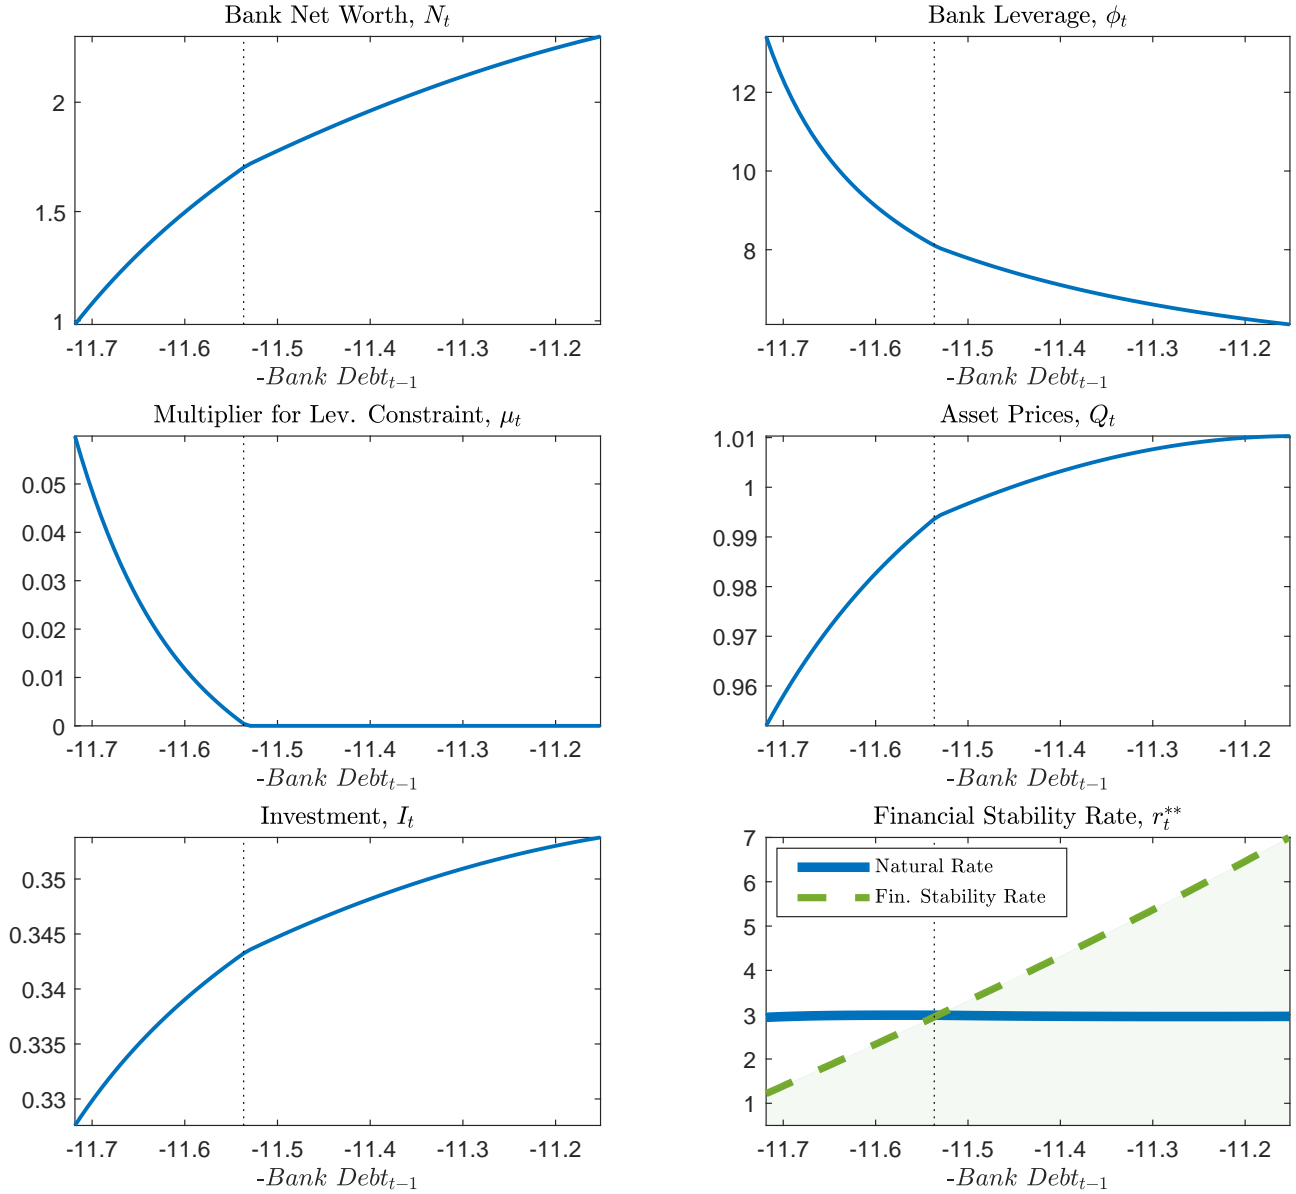 Bank Net Worth, N_t
2
1.5
1
-11.7 -11.6 -11.5 -11.4 -11.3 -11.2
-Bank Debt_{t−1}
Bank Leverage, ϕ_t
12
10
8
-11.7 -11.6 -11.5 -11.4 -11.3 -11.2
-Bank Debt_{t−1}
Multiplier for Lev. Constraint, μ_t
0.05
0.04
0.03
0.02
0.01
0
-11.7 -11.6 -11.5 -11.4 -11.3 -11.2
-Bank Debt_{t−1}
Asset Prices, Q_t
1.01
1
0.99
0.98
0.97
0.96
-11.7 -11.6 -11.5 -11.4 -11.3 -11.2
-Bank Debt_{t−1}
Investment, I_t
0.35
0.345
0.34
0.335
0.33
-11.7 -11.6 -11.5 -11.4 -11.3 -11.2
-Bank Debt_{t−1}
Financial Stability Rate, r_t^{**}
Natural Rate
Fin. Stability Rate
7
6
5
4
3
2
1
-11.7 -11.6 -11.5 -11.4 -11.3 -11.2
-Bank Debt_{t−1}